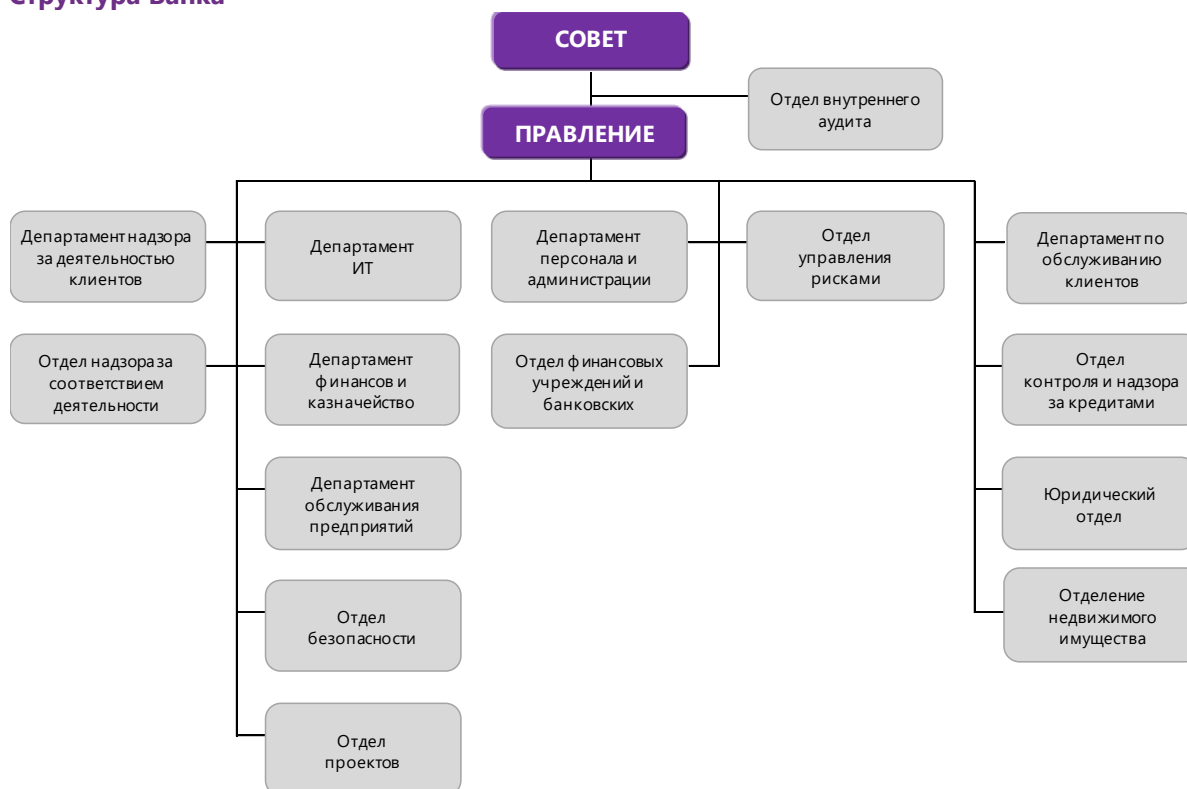 Структура Банка
СОВЕТ
Отдел внутреннего
аудита
ПРАВЛЕНИЕ
Департамент надзора
за деятельностью
клиентов
Департамент
ИТ
Департамент
персонала и
администрации
Отдел
управления
рисками
Департамент по
обслуживанию
клиентов
Отдел надзора за
соответствием
деятельности
Департамент
финансов и
казначейство
Отдел финансовых
учреждений и
банковских
Отдел
контроля и надзора
за кредитами
Департамент
обслуживания
предприятий
Юридический
отдел
Отдел
безопасности
Отделение
недвижимого
имущества
Отдел
проектов